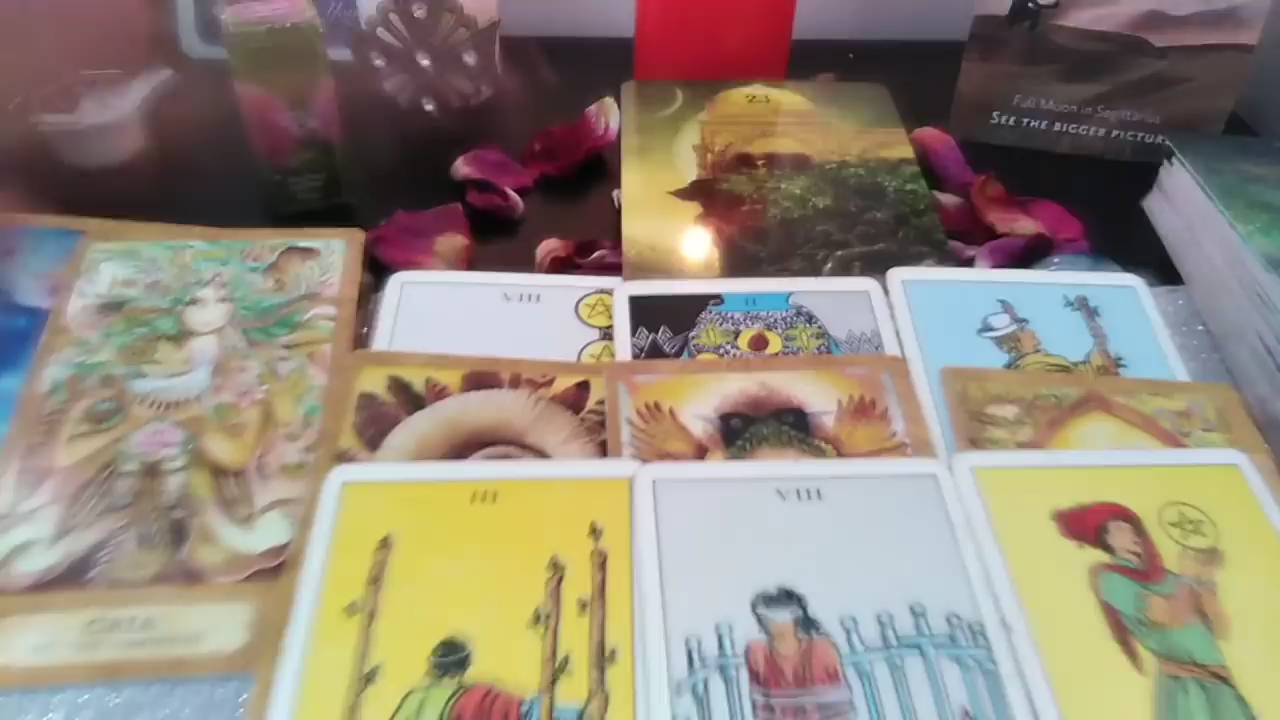 23
Full Moon in Sagittarius
SEE THE BIGGER PICTURE
VIII
II
III
VIII
GAIA